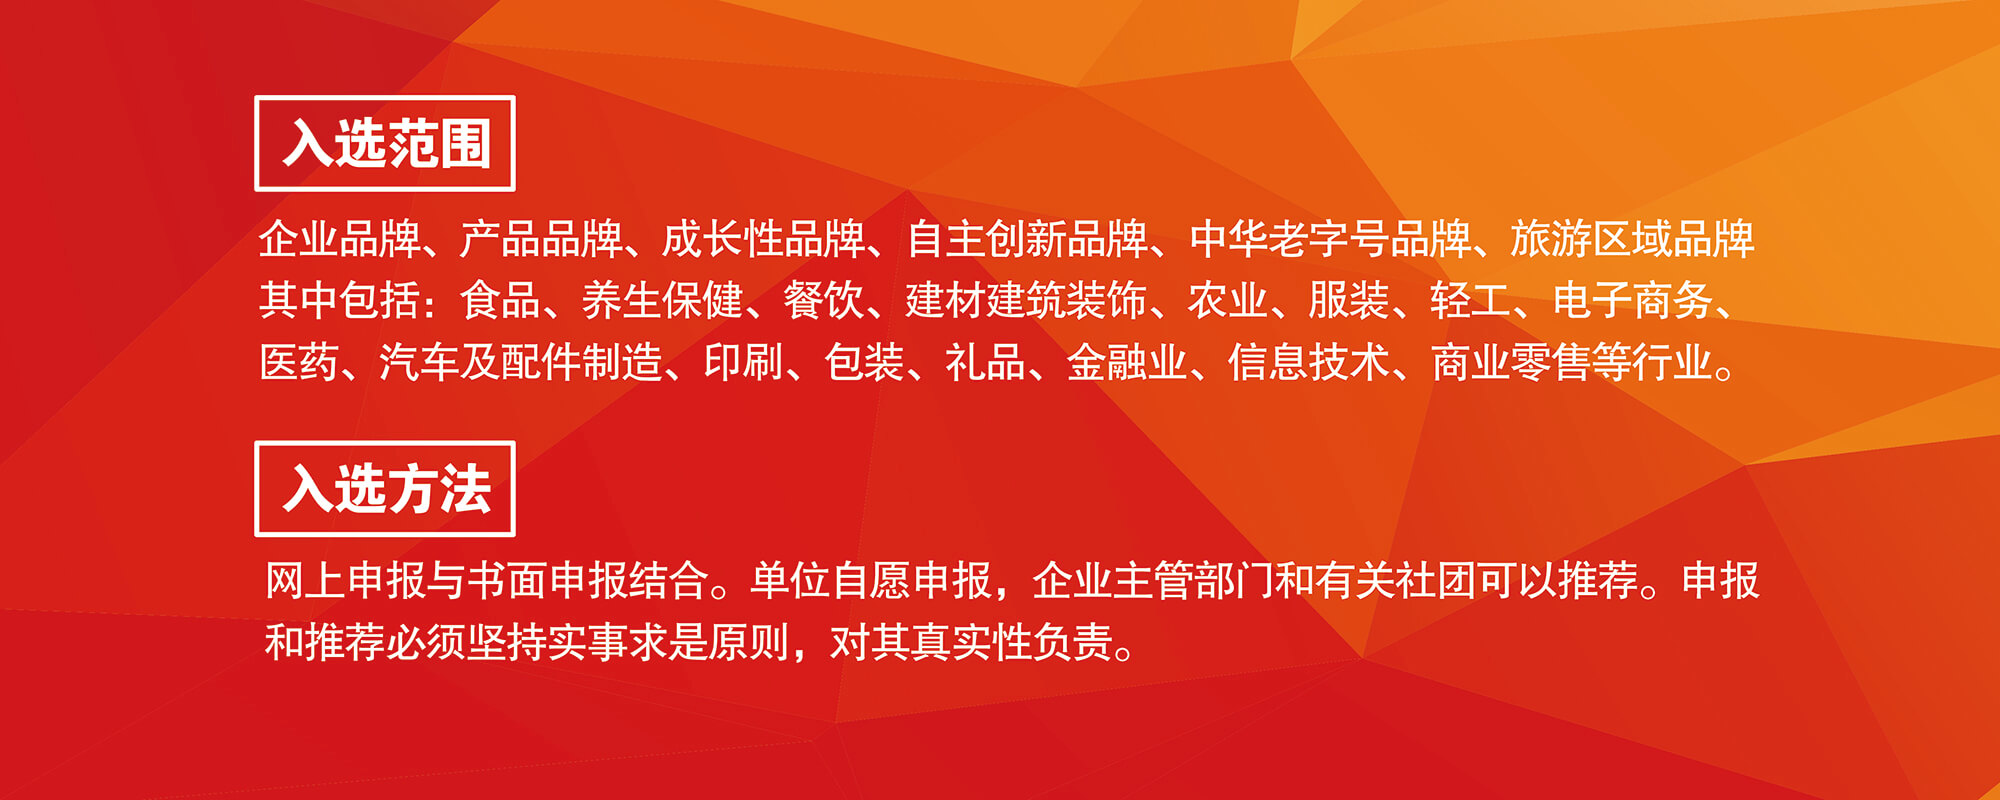 入选范围
企业品牌、产品品牌、成长性品牌、自主创新品牌、中华老字号品牌、旅游区域品牌
其中包括：食品、养生保健、餐饮、建材建筑装饰、农业、服装、轻工、电子商务、
医药、汽车及配件制造、印刷、包装、礼品、金融业、信息技术、商业零售等行业。
入选方法
网上申报与书面申报结合。单位自愿申报，企业主管部门和有关社团可以推荐。申报
和推荐必须坚持实事求是原则，对其真实性负责。